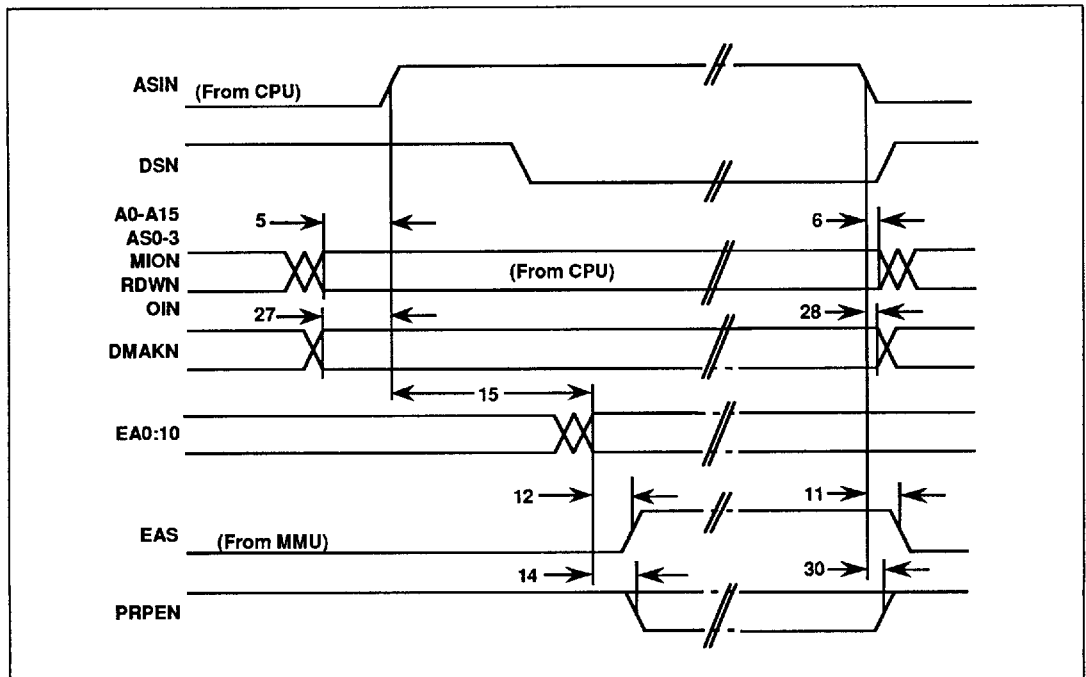 ASIN (From CPU)
DSN
A0-A15
5
6
AS0-3
MION
(From CPU)
RDWN
OIN
27
28
DMAKN
15
EA0:10
12
11
EAS (From MMU)
14
30
PRPEN